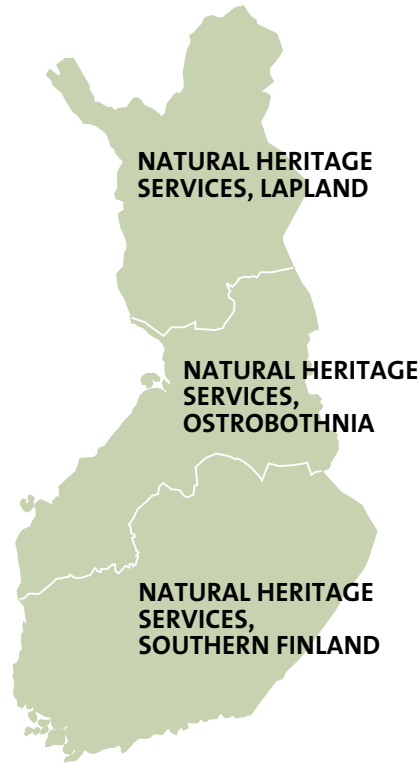 NATURAL HERITAGE
SERVICES, LAPLAND
NATURAL HERITAGE
SERVICES,
OSTROBOTHNIA
NATURAL HERITAGE
SERVICES,
SOUTHERN FINLAND